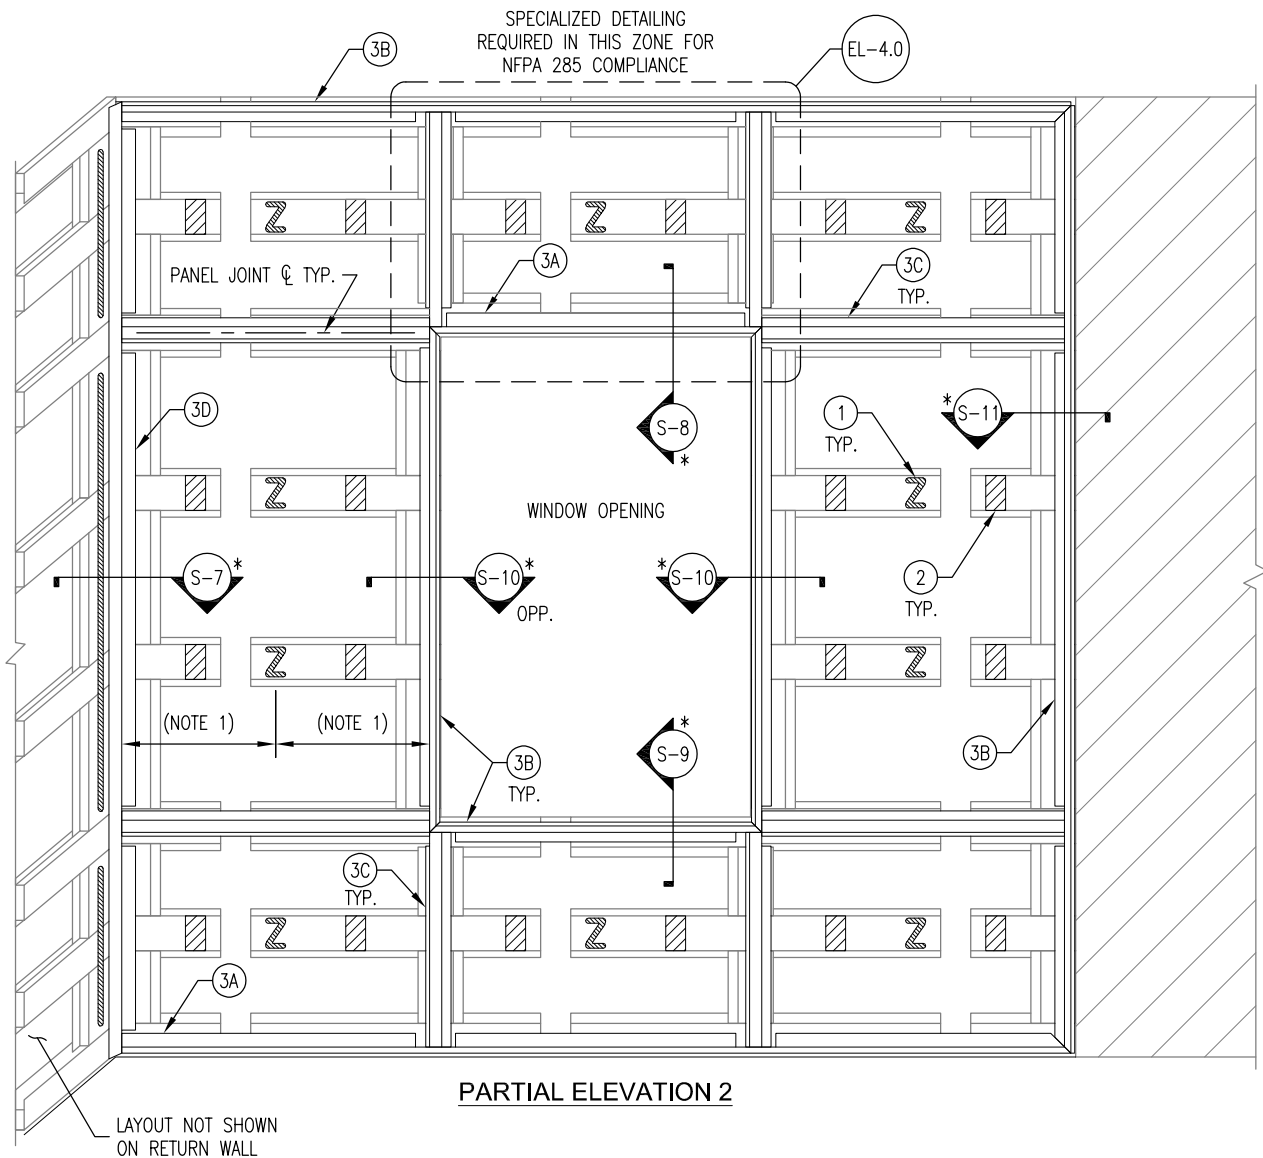 SPECIALIZED DETAILING
REQUIRED IN THIS ZONE FOR
NFPA 285 COMPLIANCE
3B
EL-4.0
3A
PANEL JOINT ℄ TYP.
3C
TYP.
3D
1
TYP.
* S-11
S-8
*
WINDOW OPENING
S-7 *
S-10 *
OPP.
* S-10
2
TYP.
(NOTE 1)
(NOTE 1)
*
S-9
3B
TYP.
3B
3C
TYP.
3A
PARTIAL ELEVATION 2
LAYOUT NOT SHOWN
ON RETURN WALL